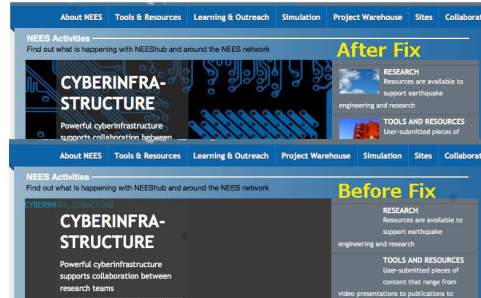 About NEES Tools & Resources Learning & Outreach Simulation Project Warehouse Sites Collaborat
NEES Activities
Find out what is happening with NEEShub and around the NEES network
After Fix
CYBERINFRA-
STRUCTURE
Powerful cyberinfrastructure
supports collaboration between
RESEARCH
Resources are available to
support earthquake
engineering and research
TOOLS AND RESOURCES
User-submitted pieces of
About NEES Tools & Resources Learning & Outreach Project Warehouse Simulation Sites Collaborat
NEES Activities
Find out what is happening with NEEShub and around the NEES network
Before Fix
CYBERINFRA- STRUCTURE
CYBERINFRA-
STRUCTURE
Powerful cyberinfrastructure
supports collaboration between
research teams
RESEARCH
Resources are available to
support earthquake
engineering and research
TOOLS AND RESOURCES
User-submitted pieces of
content that range from
video presentations to publications to